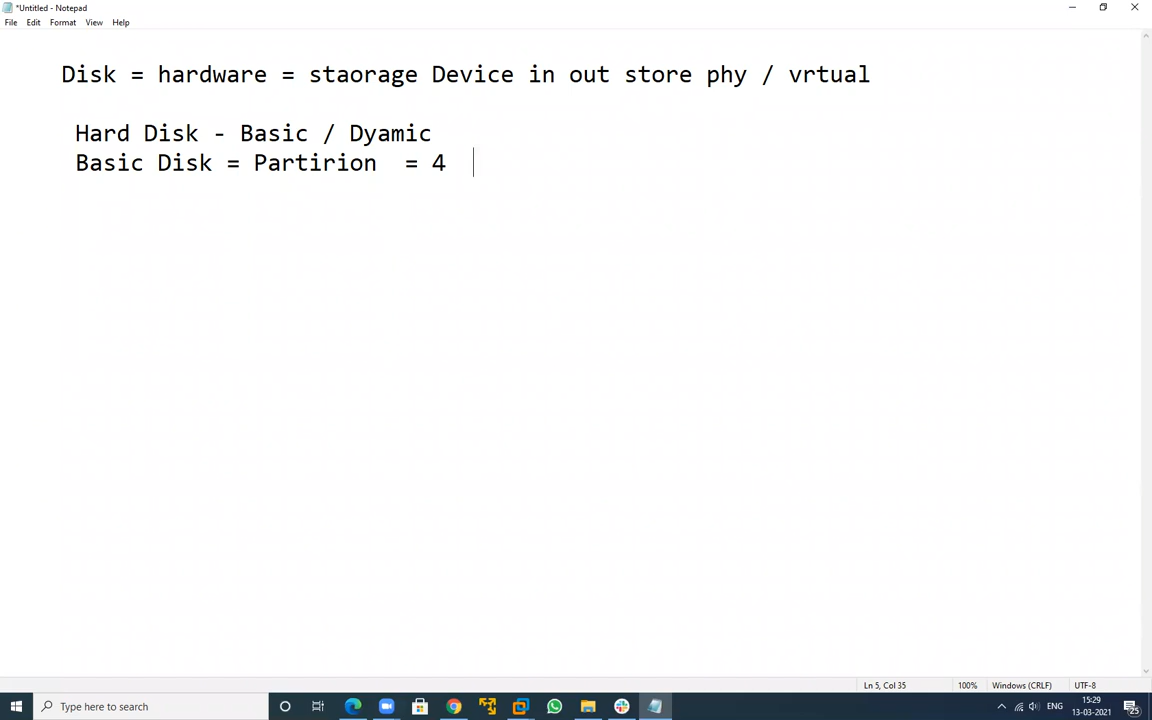 *Untitled - Notepad
File Edit Format View Help
Disk = hardware = staorage Device in out store phy / vrtual
Hard Disk - Basic / Dyamic
Basic Disk = Partirion = 4
Ln 5, Col 35 100% Windows (CRLF) UTF-8
Type here to search
ENG
15:29
13-03-2021
25